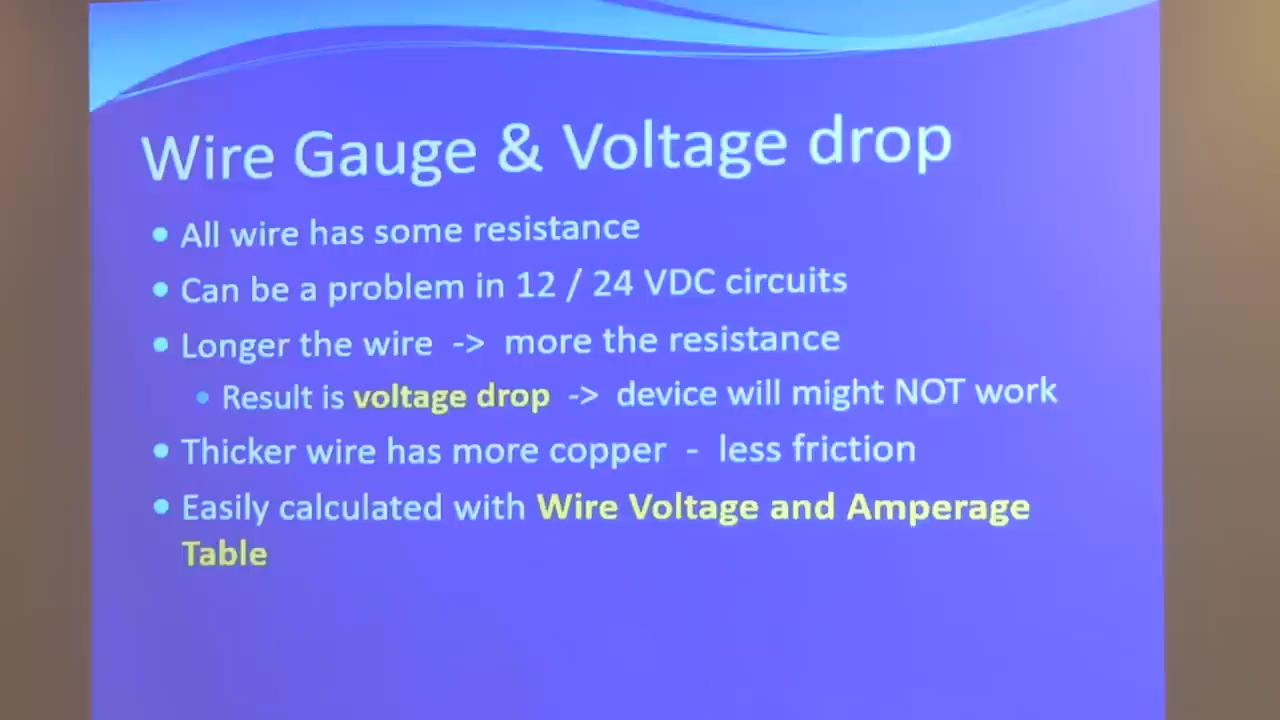 Wire Gauge & Voltage drop
• All wire has some resistance
• Can be a problem in 12 / 24 VDC circuits
• Longer the wire -> more the resistance
• Result is voltage drop -> device will might NOT work
• Thicker wire has more copper - less friction
• Easily calculated with Wire Voltage and Amperage
Table